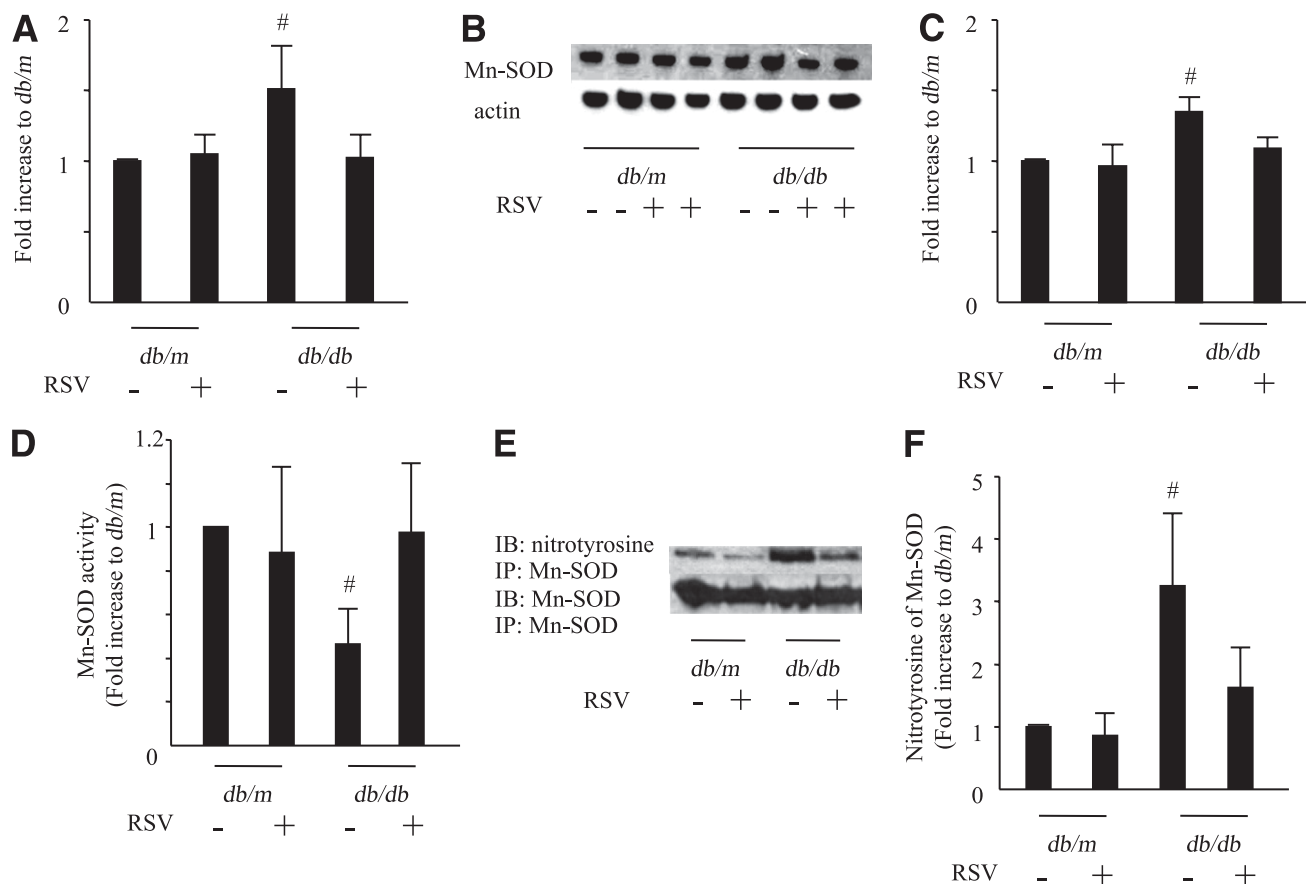 A
2
1
0
Fold increase to db/m
#
db/m
db/db
RSV
- + - +
B
Mn-SOD
actin
db/m
db/db
RSV
- - + + - - + +
C
2
1
0
Fold increase to db/m
#
db/m
db/db
RSV
- + - +
D
1.2
1
0
Mn-SOD activity
(Fold increase to db/m)
#
db/m
db/db
RSV
- + - +
E
IB: nitrotyrosine
IP: Mn-SOD
IB: Mn-SOD
IP: Mn-SOD
db/m
db/db
RSV
- + - +
F
5
4
3
2
1
0
Nitrotyrosine of Mn-SOD
(Fold increase to db/m)
#
db/m
db/db
RSV
- + - +